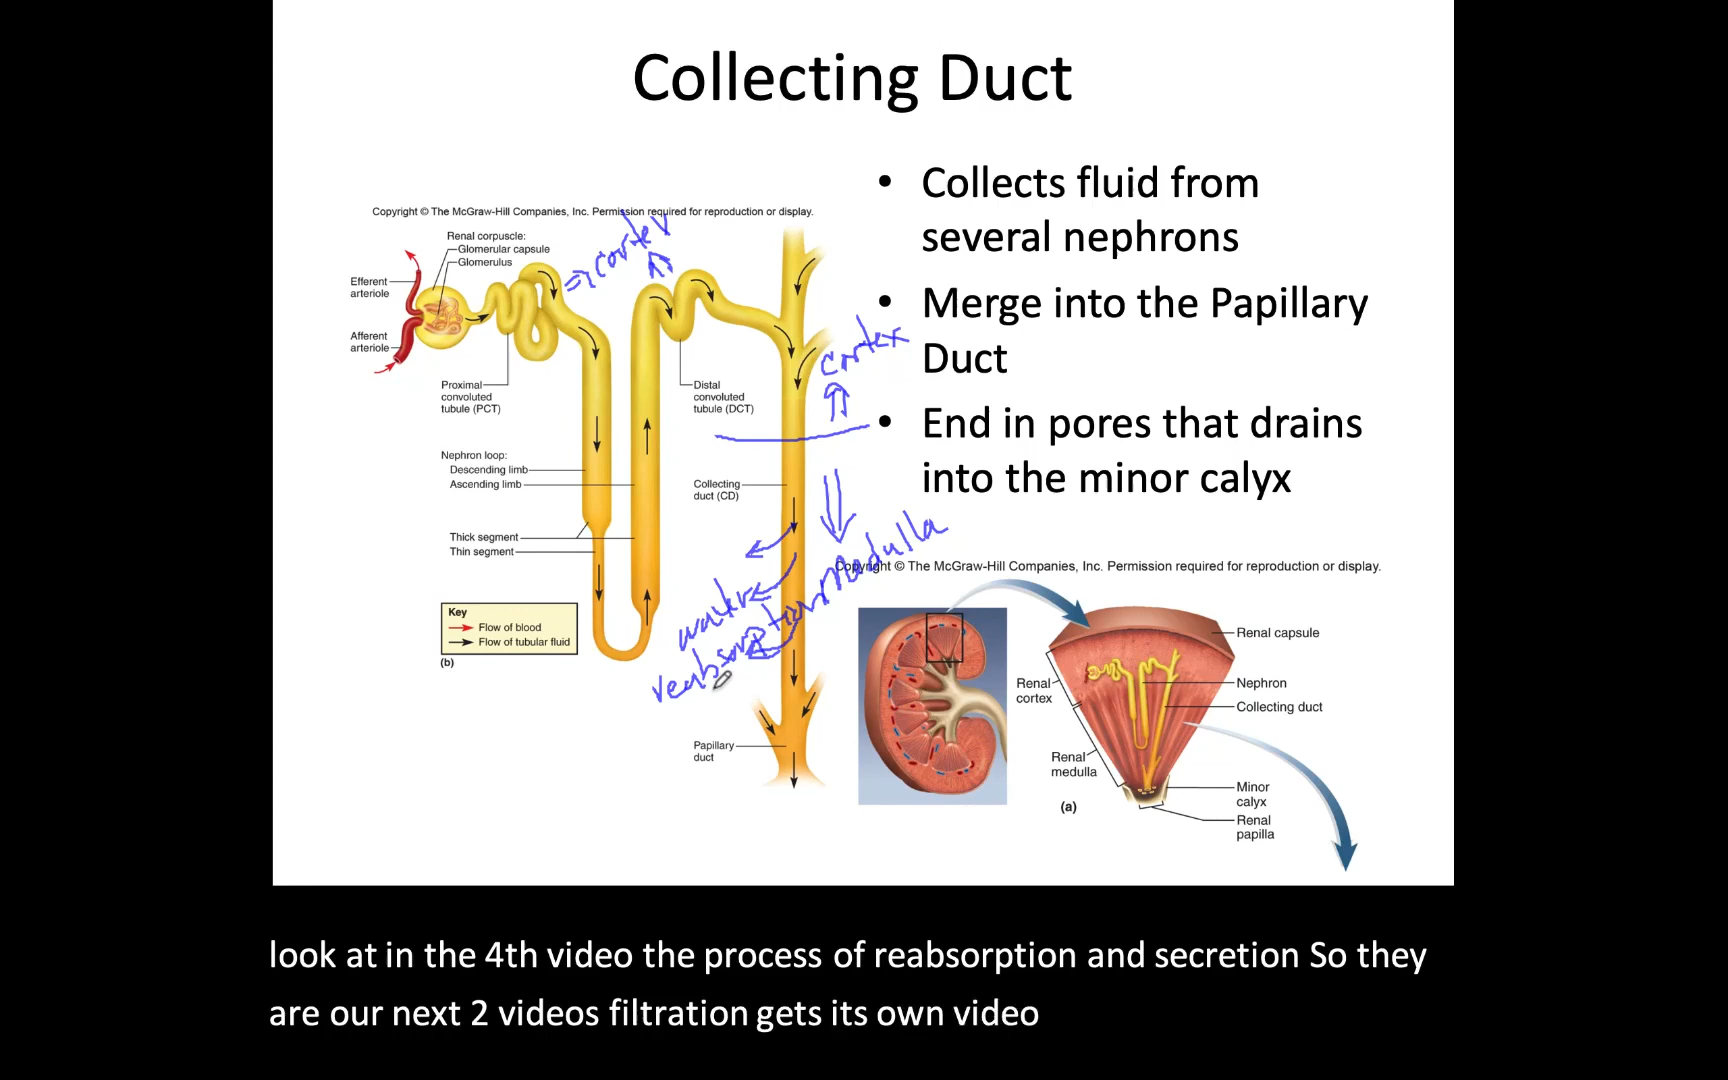 Collecting Duct
• Collects fluid from
several nephrons
• Merge into the Papillary
Duct
• End in pores that drains
into the minor calyx
Copyright © The McGraw-Hill Companies, Inc. Permission required for reproduction or display.
Renal corpuscle:
Glomerular capsule
Glomerulus
Efferent
arteriole
Afferent
arteriole
Proximal
convoluted
tubule (PCT)
Distal
convoluted
tubule (DCT)
Nephron loop:
Descending limb
Ascending limb
Collecting
duct (CD)
Thick segment
Thin segment
Key
Flow of blood
Flow of tubular fluid
(b)
Papillary
duct
⇒ cortex
cortex
Medulla
water
reabsorption
Copyright © The McGraw-Hill Companies, Inc. Permission required for reproduction or display.
Renal capsule
Renal
cortex
Nephron
Collecting duct
Renal
medulla
Minor
calyx
(a)
Renal
papilla
look at in the 4th video the process of reabsorption and secretion So they
are our next 2 videos filtration gets its own video